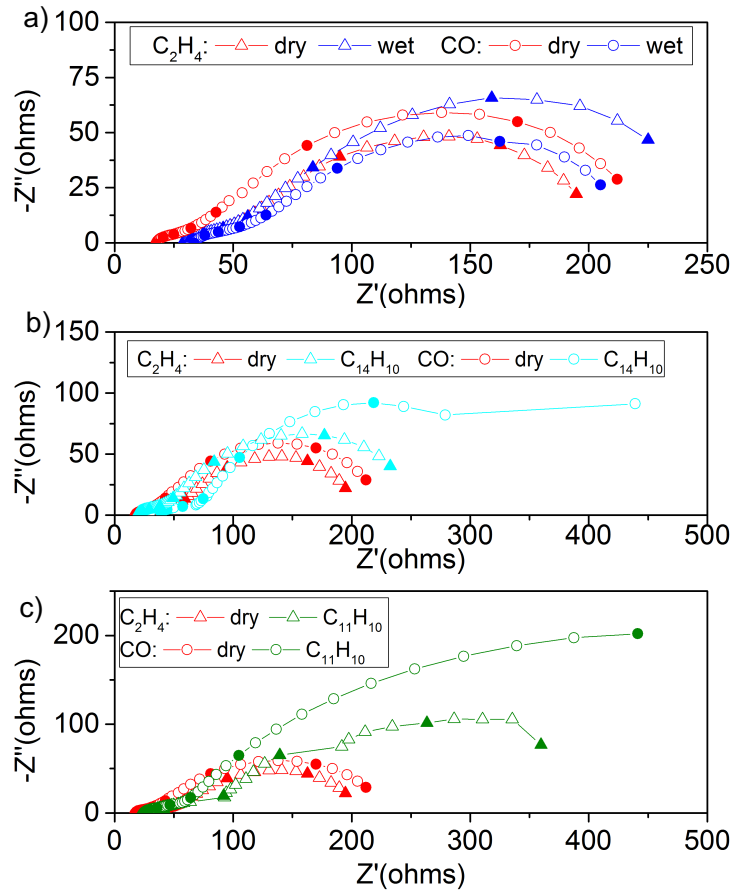 a)
C₂H₄: dry wet CO: dry wet
100
75
50
25
0
-Z''(ohms)
0 50 100 150 200 250
Z'(ohms)
b)
C₂H₄: dry C₁₄H₁₀ CO: dry C₁₄H₁₀
150
100
50
0
-Z''(ohms)
0 100 200 300 400 500
Z'(ohms)
c)
C₂H₄: dry C₁₁H₁₀
CO: dry C₁₁H₁₀
200
100
0
-Z''(ohms)
0 100 200 300 400 500
Z'(ohms)